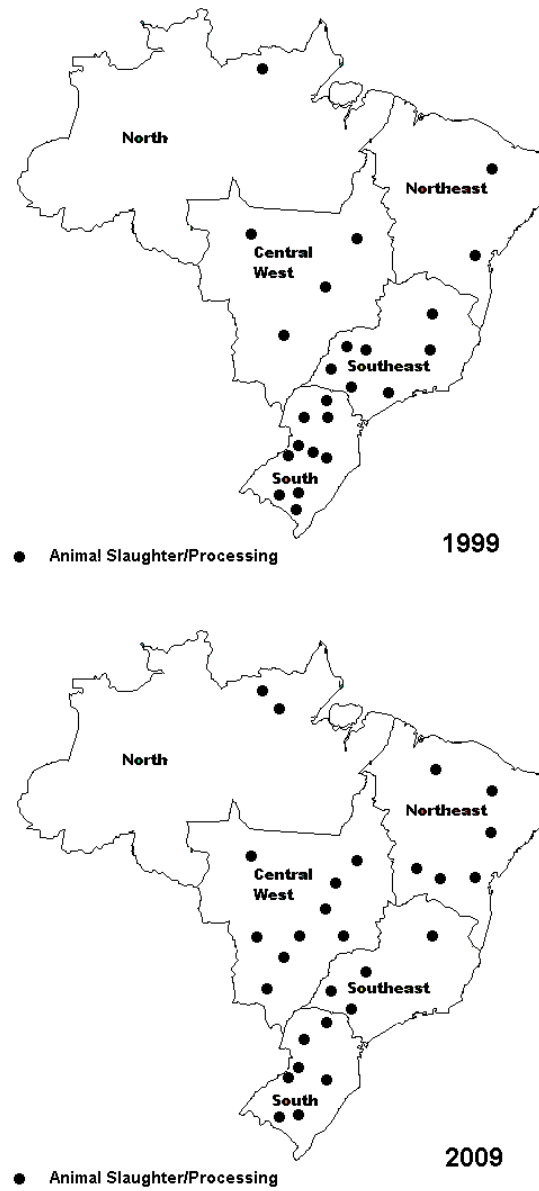 North
Northeast
Central
West
Southeast
South
1999
Animal Slaughter/Processing
North
Northeast
Central
West
Southeast
South
2009
Animal Slaughter/Processing